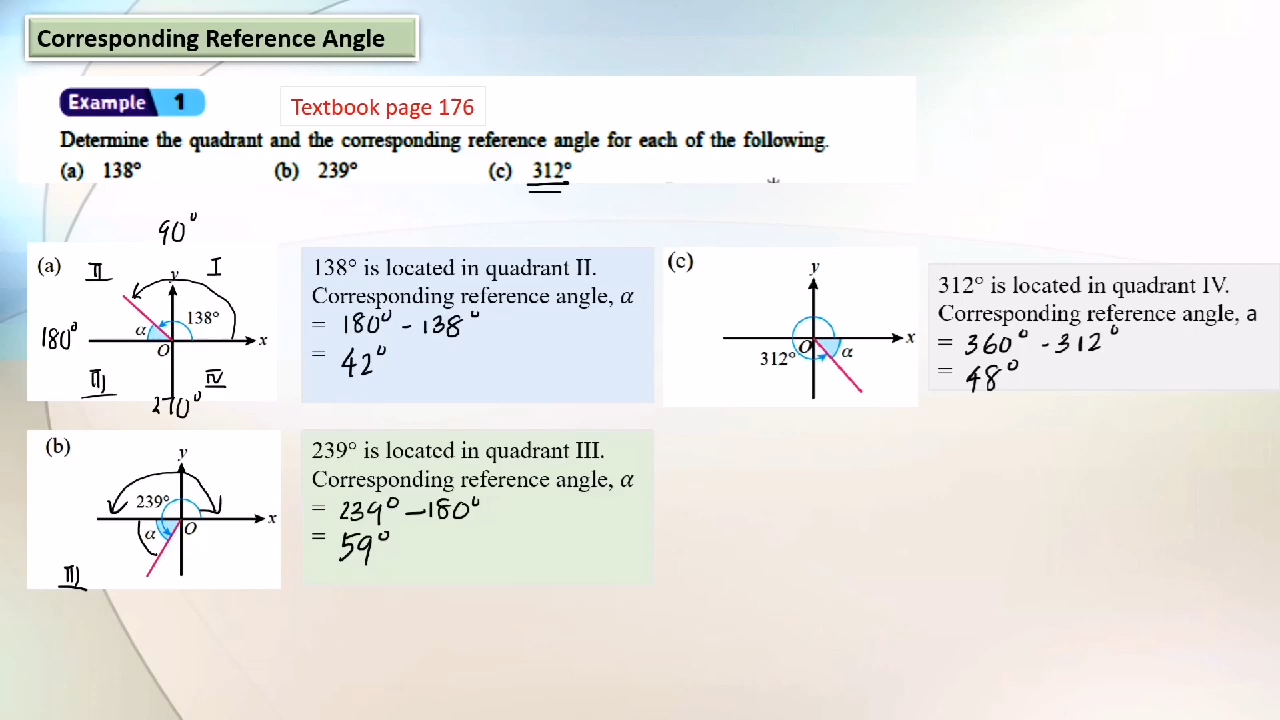 Corresponding Reference Angle
Example 1
Textbook page 176
Determine the quadrant and the corresponding reference angle for each of the following.
(a) 138° (b) 239° (c) 312°
90°
(a)
II
y
I
138°
α
180°
x
O
III
IV
270°
138° is located in quadrant II.
Corresponding reference angle, α
= 180° - 138°
= 42°
(b)
y
239°
x
α
O
III
239° is located in quadrant III.
Corresponding reference angle, α
= 239° - 180°
= 59°
(c)
y
x
O
312°
α
312° is located in quadrant IV.
Corresponding reference angle, a
= 360° - 312°
= 48°